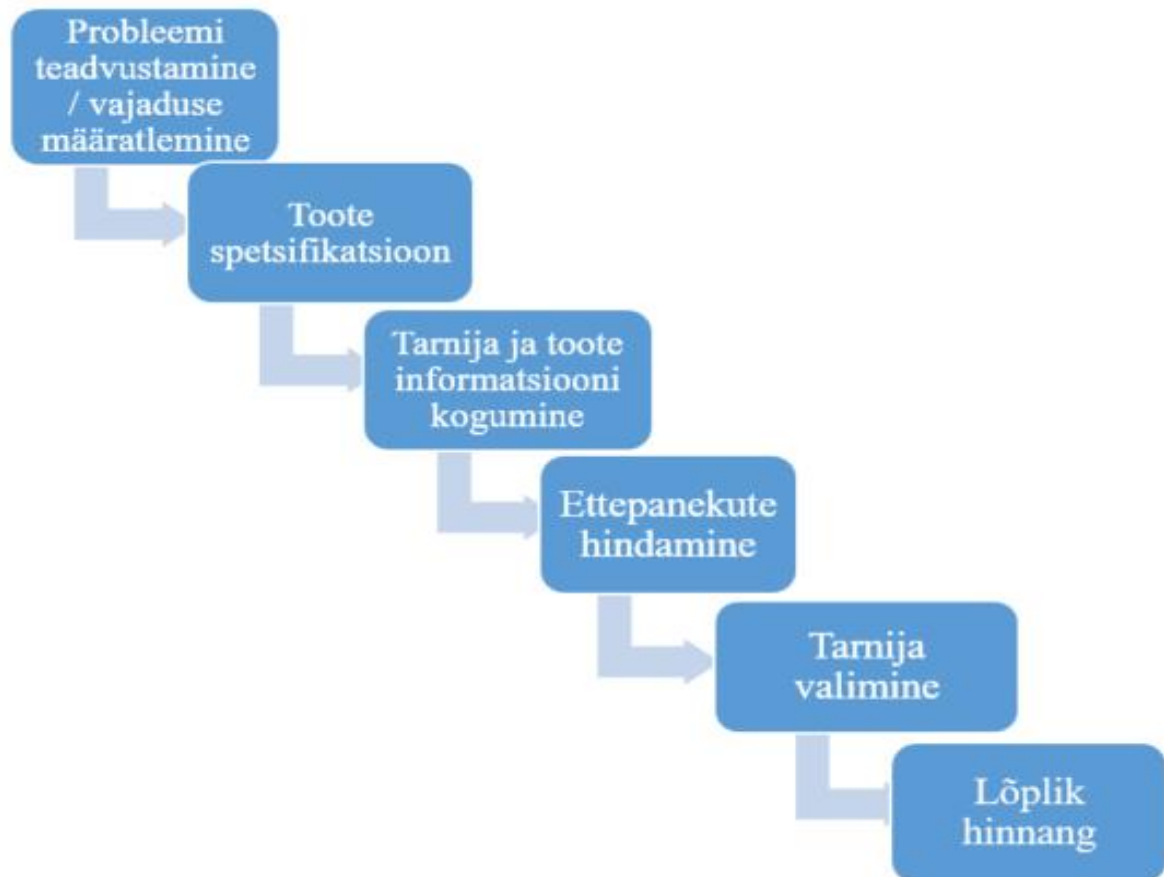 Probleemi
teadvustamine
/ vajaduse
määratlemine
Toote
spetsifikatsioon
Tarnija ja toote
informatsiooni
kogumine
Ettepanekute
hindamine
Tarnija
valimine
Lõplik
hinnang